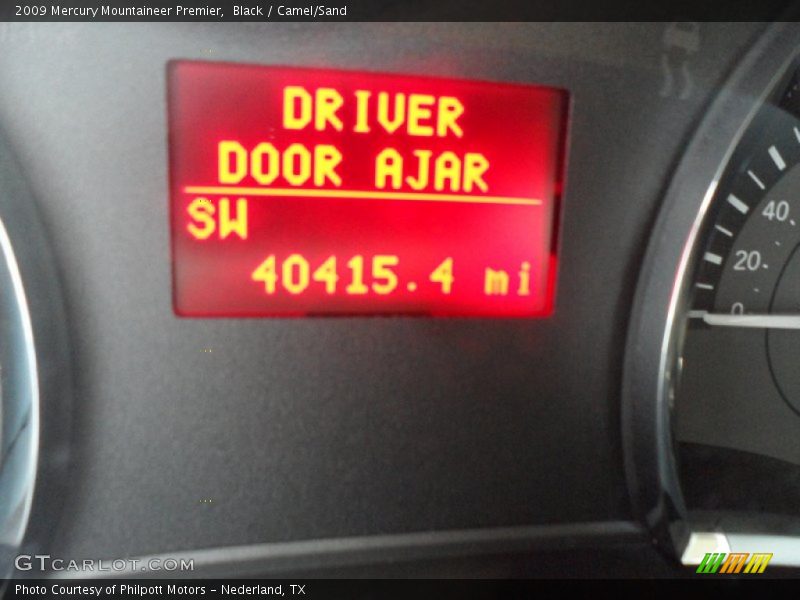 2009 Mercury Mountaineer Premier, Black / Camel/Sand
DRIVER
DOOR AJAR
SW
40415.4 mi
40
20
0
GTCARLOT.COM
Photo Courtesy of Philpott Motors - Nederland, TX